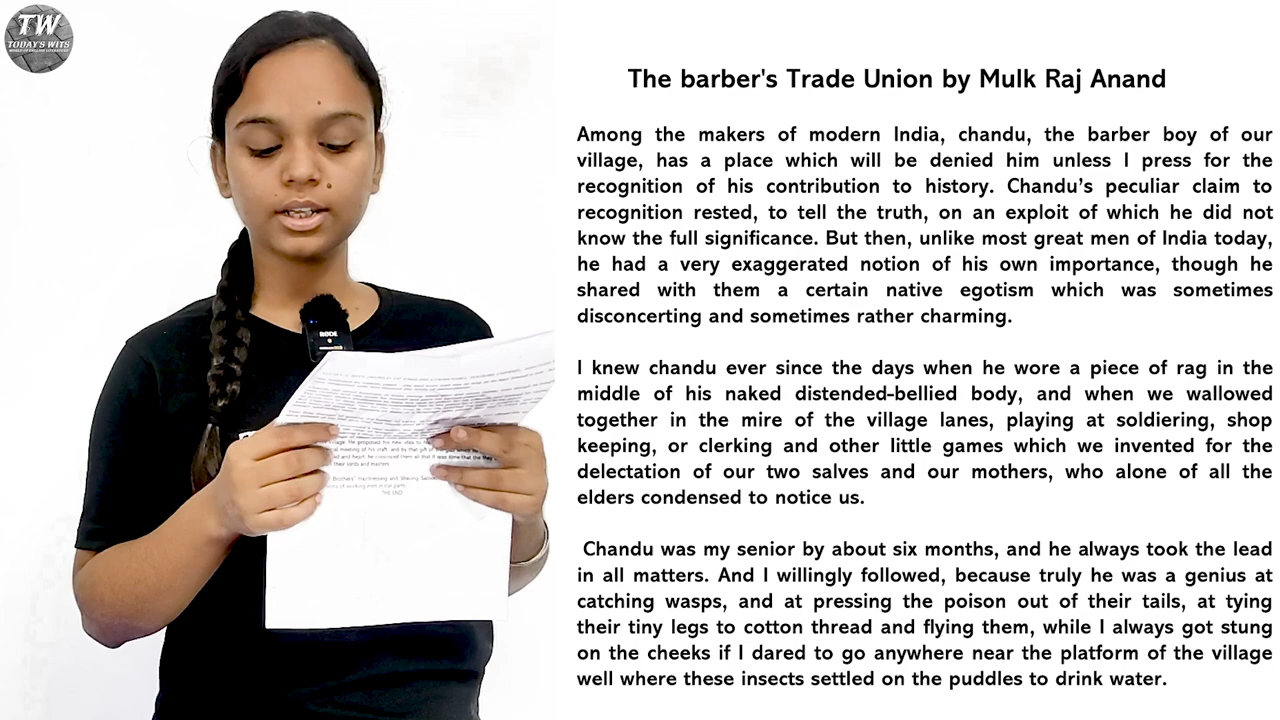 TW
TODAY'S WITS
The barber's Trade Union by Mulk Raj Anand
Among the makers of modern India, chandu, the barber boy of our
village, has a place which will be denied him unless I press for the
recognition of his contribution to history. Chandu's peculiar claim to
recognition rested, to tell the truth, on an exploit of which he did not
know the full significance. But then, unlike most great men of India today,
he had a very exaggerated notion of his own importance, though he
shared with them a certain native egotism which was sometimes
disconcerting and sometimes rather charming.
I knew chandu ever since the days when he wore a piece of rag in the
middle of his naked distended-bellied body, and when we wallowed
together in the mire of the village lanes, playing at soldiering, shop
keeping, or clerking and other little games which we invented for the
delectation of our two salves and our mothers, who alone of all the
elders condensed to notice us.
Chandu was my senior by about six months, and he always took the lead
in all matters. And I willingly followed, because truly he was a genius at
catching wasps, and at pressing the poison out of their tails, at tying
their tiny legs to cotton thread and flying them, while I always got stung
on the cheeks if I dared to go anywhere near the platform of the village
well where these insects settled on the puddles to drink water.
RØDE
THE END